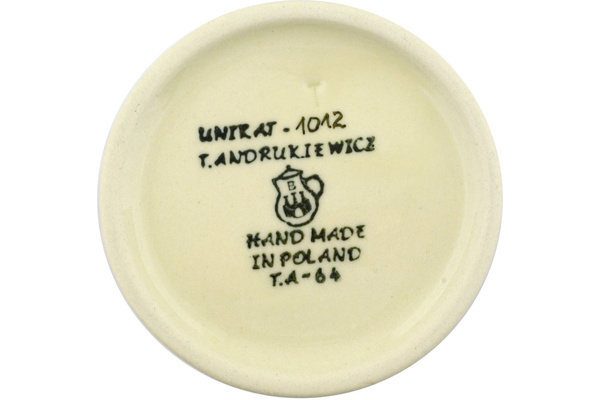 T
UNIKAT - 1012
T. ANDRUKIEWICZ
B
HAND MADE
IN POLAND
T.A-64